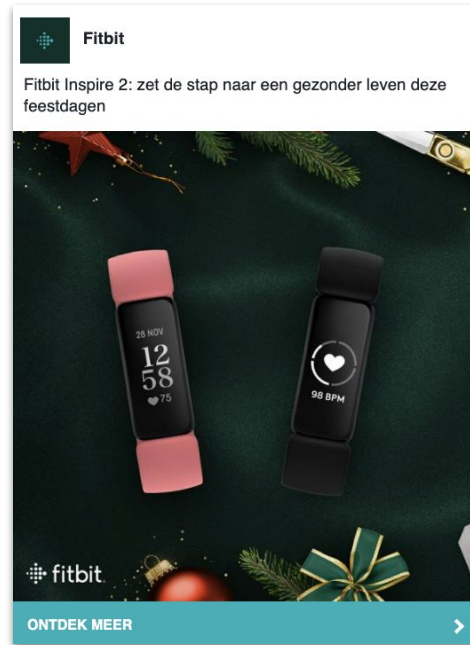 Fitbit
Fitbit Inspire 2: zet de stap naar een gezonder leven deze
feestdagen
28 NOV
12
58
75
98 BPM
fitbit
ONTDEK MEER